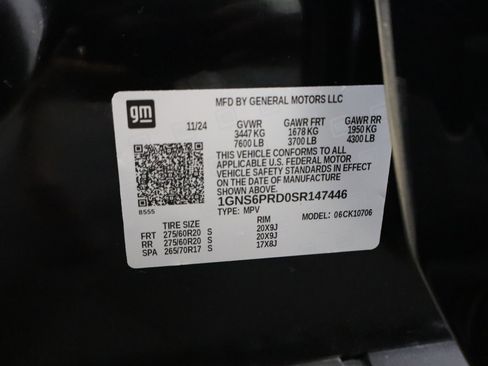 gm
MFD BY GENERAL MOTORS LLC
11/24 GVWR GAWR FRT GAWR RR
3447 KG 1678 KG 1950 KG
7600 LB 3700 LB 4300 LB
THIS VEHICLE CONFORMS TO ALL
APPLICABLE U.S. FEDERAL MOTOR
VEHICLE SAFETY STANDARDS IN EFFECT
ON THE DATE OF MANUFACTURE
SHOWN ABOVE.
1GNS6PRD0SR147446
8555 TYPE: MPV MODEL: 06CK10706
TIRE SIZE RIM
FRT 275/60R20 S 20X9J
RR 275/60R20 S 20X9J
SPA 265/70R17 S 17X8J